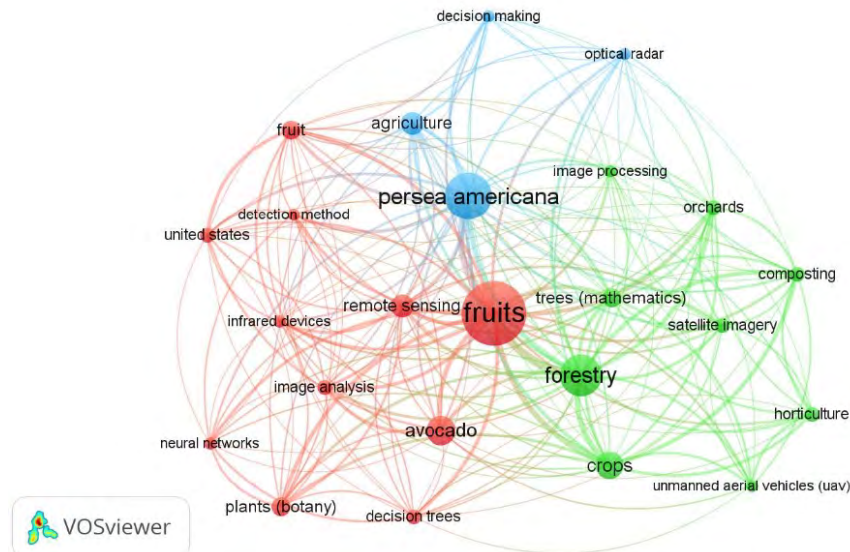 decision making
optical radar
fruit
agriculture
image processing
persea americana
detection method
orchards
united states
composting
remote sensing
trees (mathematics)
fruits
infrared devices
satellite imagery
forestry
image analysis
horticulture
avocado
neural networks
crops
unmanned aerial vehicles (uav)
plants (botany)
decision trees
VOSviewer